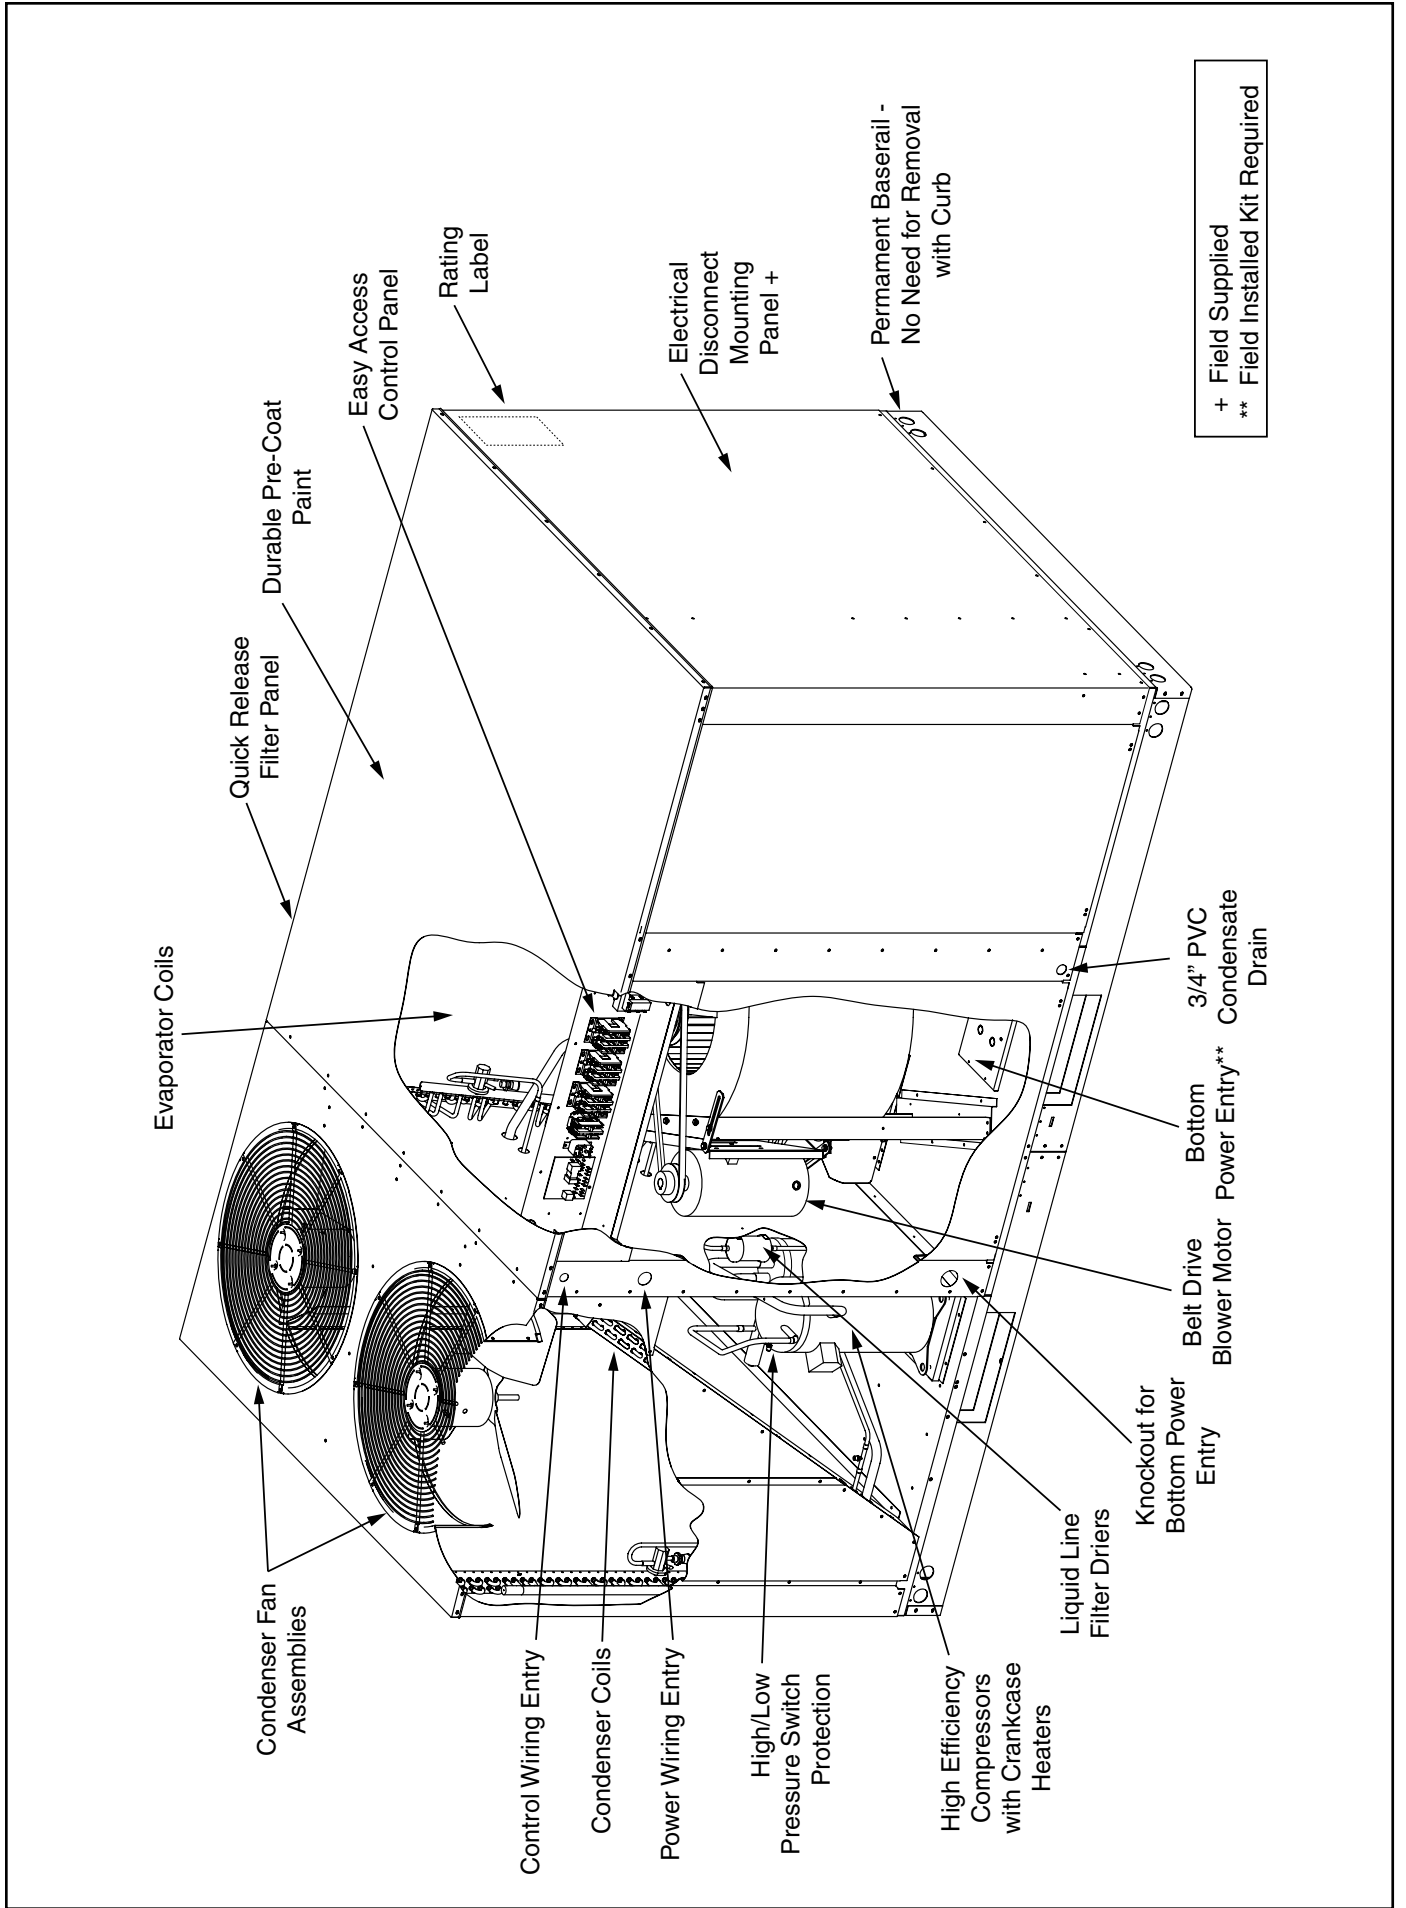 Condenser Fan
Assemblies
Evaporator Coils
Quick Release
Filter Panel
Durable Pre-Coat
Paint
Easy Access
Control Panel
Rating
Label
Electrical
Disconnect
Mounting
Panel +
Permament Baserail -
No Need for Removal
with Curb
Control Wiring Entry
Condenser Coils
Power Wiring Entry
High/Low
Pressure Switch
Protection
High Efficiency
Compressors
with Crankcase
Heaters
Liquid Line
Filter Driers
Knockout for
Bottom Power
Entry
Belt Drive
Blower Motor
Bottom
Power Entry**
3/4” PVC
Condensate
Drain
+ Field Supplied
** Field Installed Kit Required